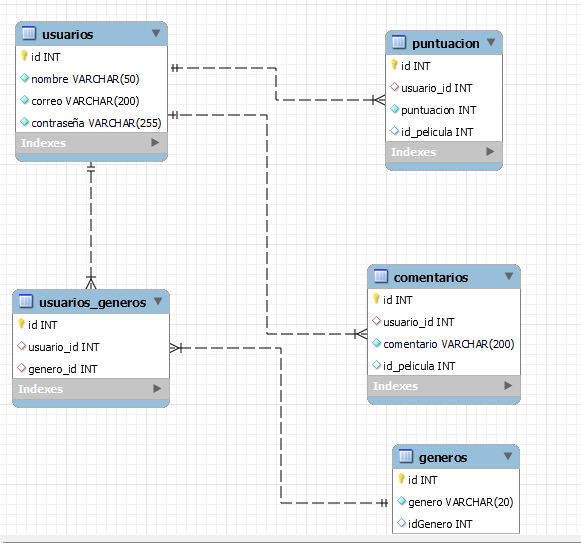 usuarios
id INT
nombre VARCHAR(50)
correo VARCHAR(200)
contraseña VARCHAR(255)
Indexes
puntuacion
id INT
usuario_id INT
puntuacion INT
id_pelicula INT
Indexes
usuarios_generos
id INT
usuario_id INT
genero_id INT
Indexes
comentarios
id INT
usuario_id INT
comentario VARCHAR(200)
id_pelicula INT
Indexes
generos
id INT
genero VARCHAR(20)
idGenero INT